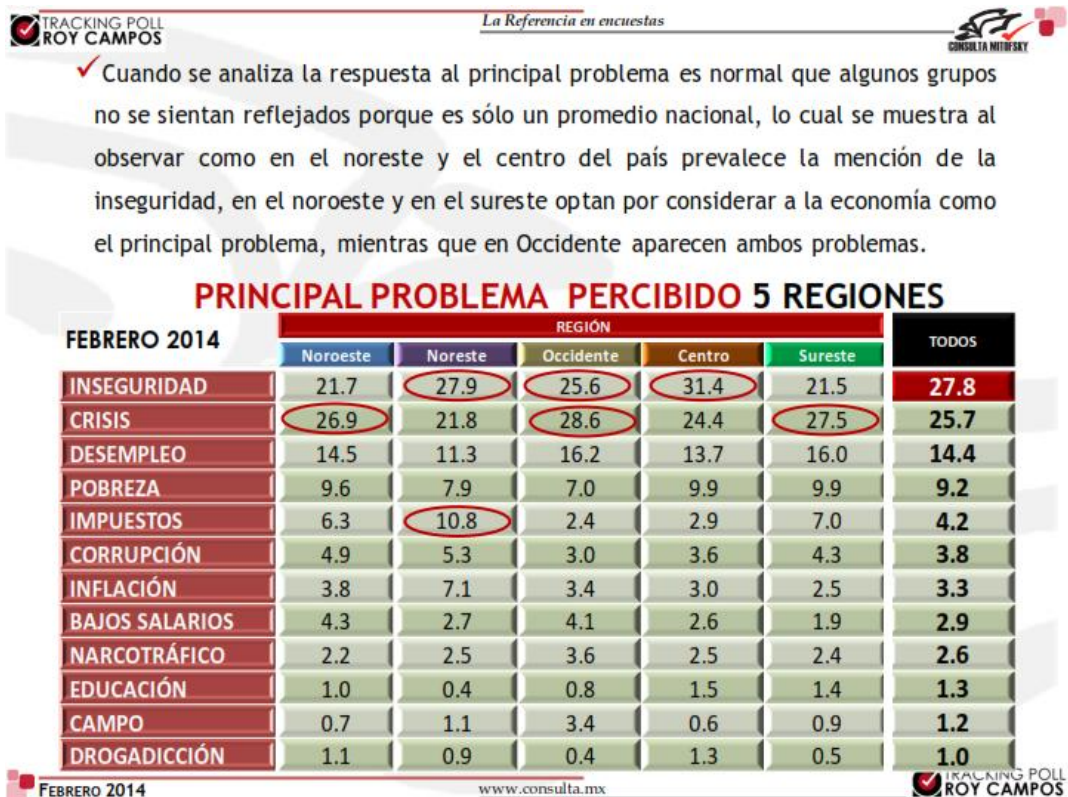 TRACKING POLL
ROY CAMPOS
La Referencia en encuestas
CONSULTA MITOFSKY
Cuando se analiza la respuesta al principal problema es normal que algunos grupos
no se sientan reflejados porque es sólo un promedio nacional, lo cual se muestra al
observar como en el noreste y el centro del país prevalece la mención de la
inseguridad, en el noroeste y en el sureste optan por considerar a la economía como
el principal problema, mientras que en Occidente aparecen ambos problemas.
PRINCIPAL PROBLEMA PERCIBIDO 5 REGIONES
FEBRERO 2014 REGIÓN TODOS
Noroeste Noreste Occidente Centro Sureste
INSEGURIDAD 21.7 27.9 25.6 31.4 21.5 27.8
CRISIS 26.9 21.8 28.6 24.4 27.5 25.7
DESEMPLEO 14.5 11.3 16.2 13.7 16.0 14.4
POBREZA 9.6 7.9 7.0 9.9 9.9 9.2
IMPUESTOS 6.3 10.8 2.4 2.9 7.0 4.2
CORRUPCIÓN 4.9 5.3 3.0 3.6 4.3 3.8
INFLACIÓN 3.8 7.1 3.4 3.0 2.5 3.3
BAJOS SALARIOS 4.3 2.7 4.1 2.6 1.9 2.9
NARCOTRÁFICO 2.2 2.5 3.6 2.5 2.4 2.6
EDUCACIÓN 1.0 0.4 0.8 1.5 1.4 1.3
CAMPO 0.7 1.1 3.4 0.6 0.9 1.2
DROGADICCIÓN 1.1 0.9 0.4 1.3 0.5 1.0
FEBRERO 2014
www.consulta.mx
TRACKING POLL
ROY CAMPOS